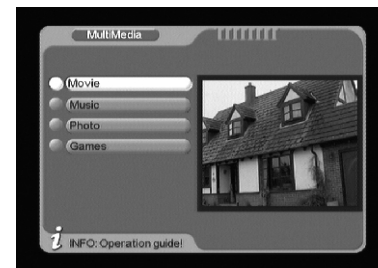 MultiMedia
Movie
Music
Photo
Games
i INFO: Operation guide!